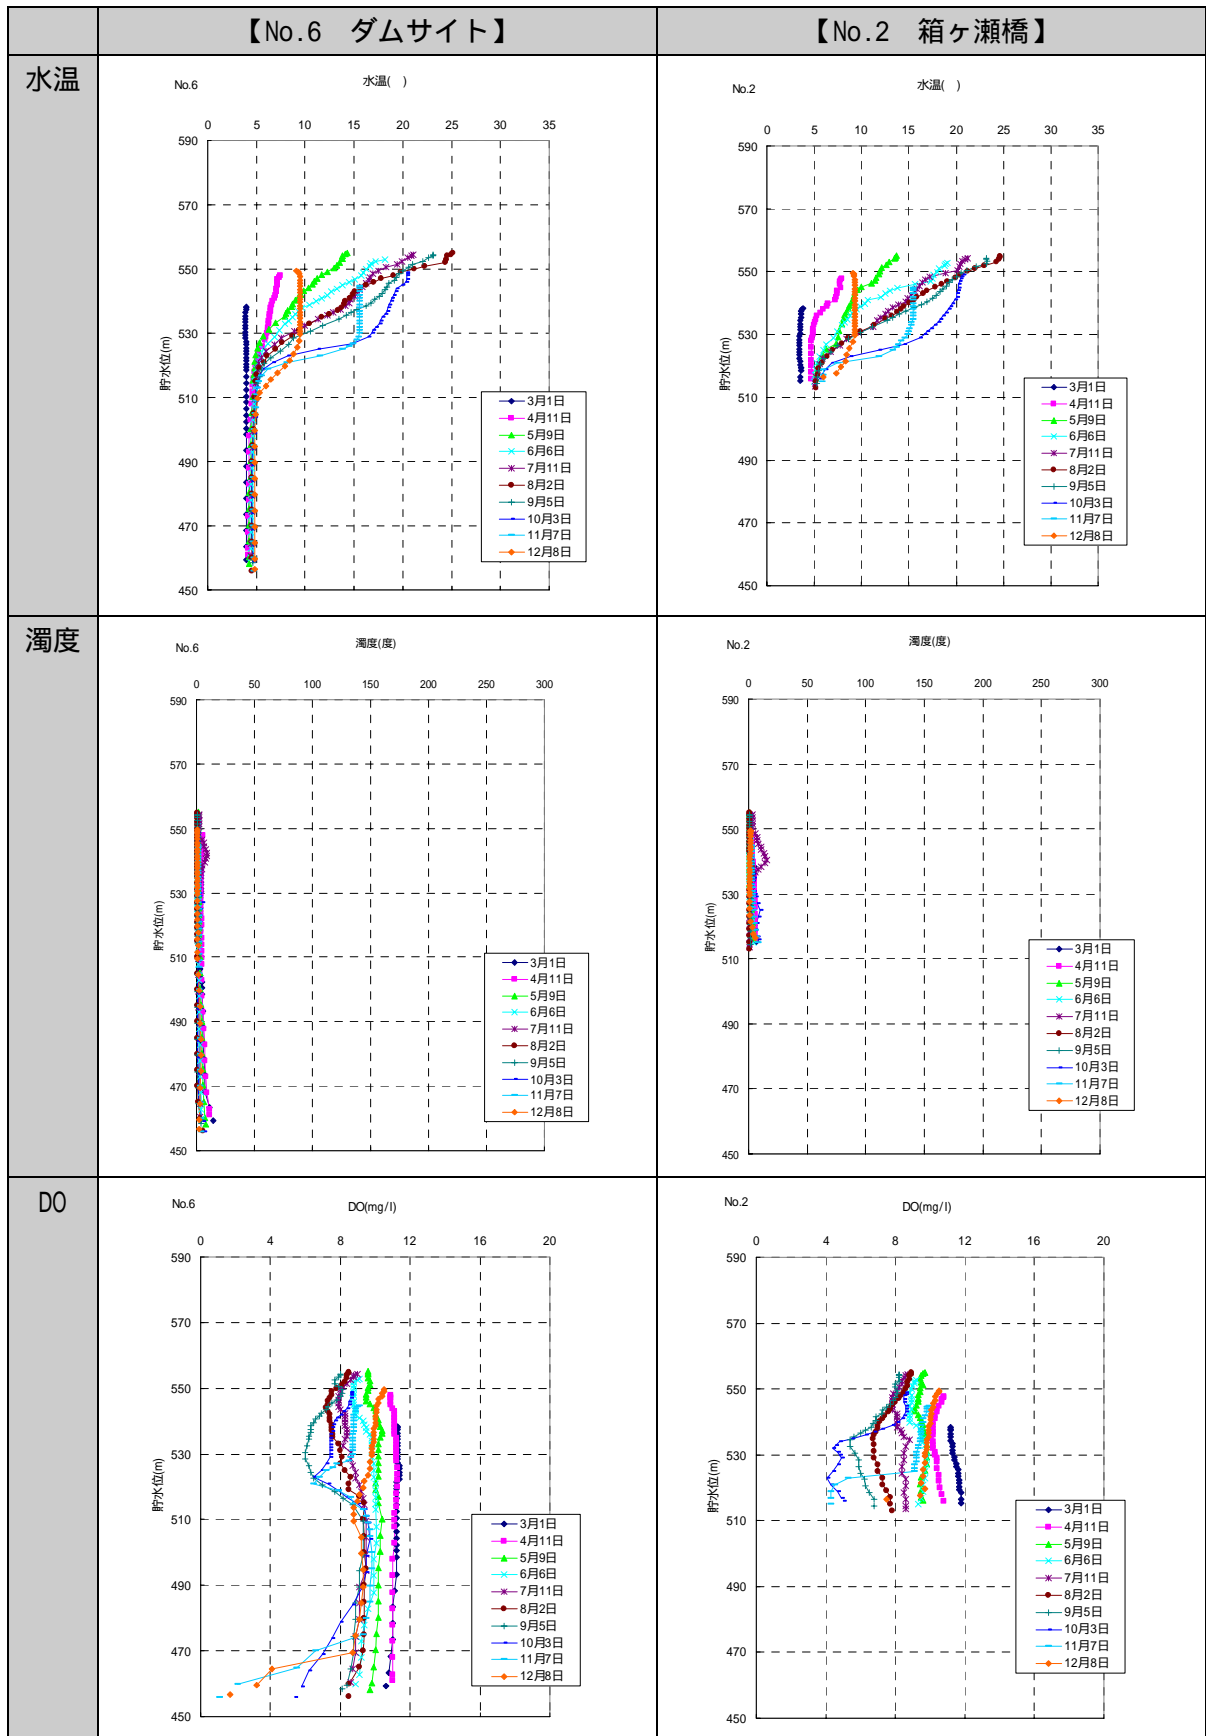 【No.6　ダムサイト】
【No.2　箱ヶ瀬橋】
水温
No.6
水温(　)
0 5 10 15 20 25 30 35
590
570
550
530
510
490
470
450
貯水位(m)
3月1日
4月11日
5月9日
6月6日
7月11日
8月2日
9月5日
10月3日
11月7日
12月8日
No.2
水温(　)
0 5 10 15 20 25 30 35
590
570
550
530
510
490
470
450
貯水位(m)
3月1日
4月11日
5月9日
6月6日
7月11日
8月2日
9月5日
10月3日
11月7日
12月8日
濁度
No.6
濁度(度)
0 50 100 150 200 250 300
590
570
550
530
510
490
470
450
貯水位(m)
3月1日
4月11日
5月9日
6月6日
7月11日
8月2日
9月5日
10月3日
11月7日
12月8日
No.2
濁度(度)
0 50 100 150 200 250 300
590
570
550
530
510
490
470
450
貯水位(m)
3月1日
4月11日
5月9日
6月6日
7月11日
8月2日
9月5日
10月3日
11月7日
12月8日
DO
No.6
DO(mg/l)
0 4 8 12 16 20
590
570
550
530
510
490
470
450
貯水位(m)
3月1日
4月11日
5月9日
6月6日
7月11日
8月2日
9月5日
10月3日
11月7日
12月8日
No.2
DO(mg/l)
0 4 8 12 16 20
590
570
550
530
510
490
470
450
貯水位(m)
3月1日
4月11日
5月9日
6月6日
7月11日
8月2日
9月5日
10月3日
11月7日
12月8日